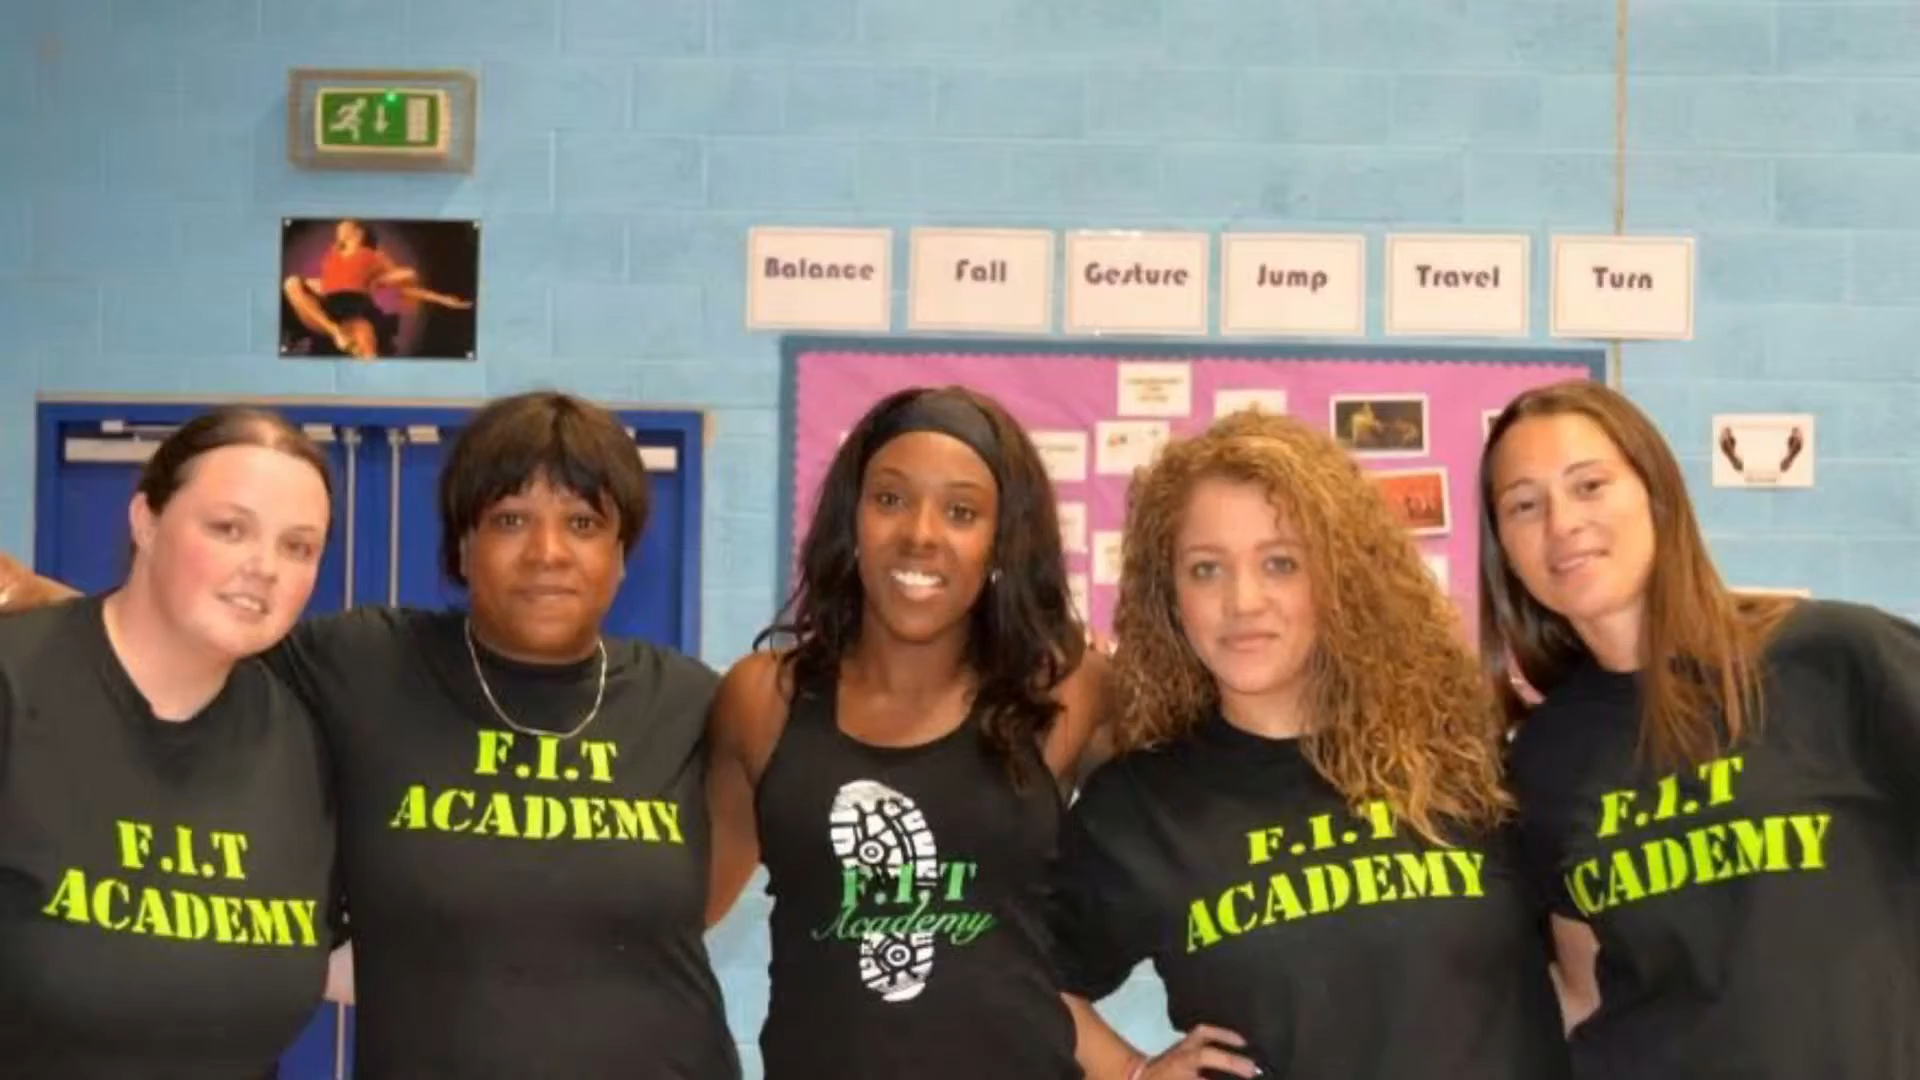 Balance
Fall
Gesture
Jump
Travel
Turn
F.I.T
ACADEMY
F.I.T
ACADEMY
F.I.T
Academy
F.I.T
ACADEMY
F.I.T
ACADEMY